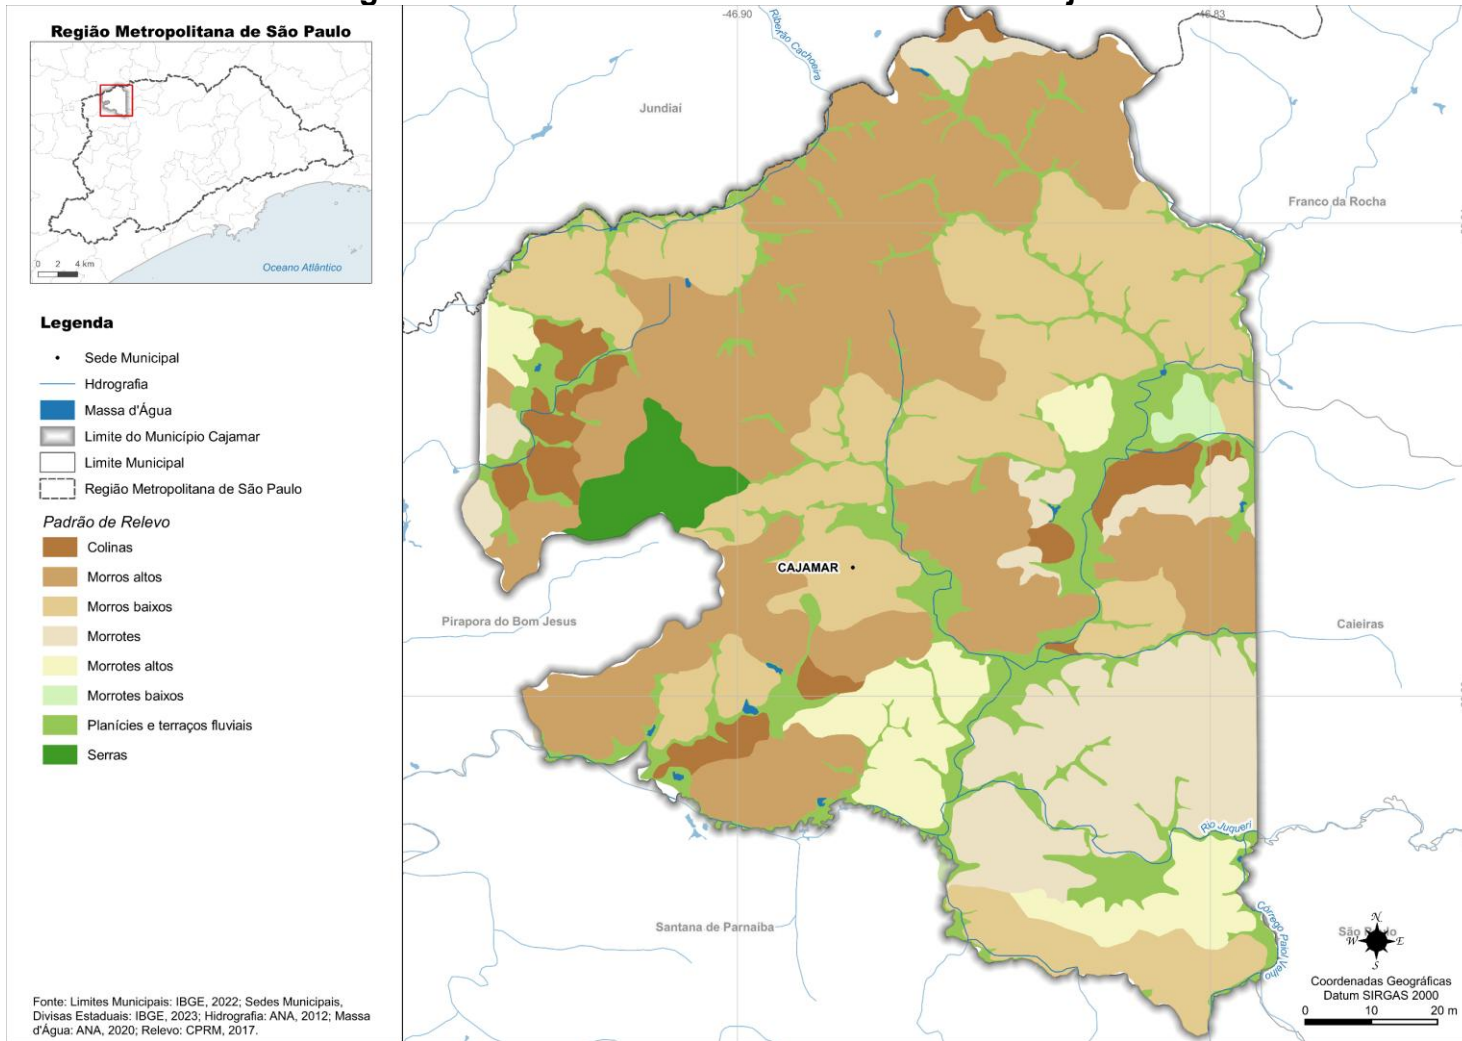 Região Metropolitana de São Paulo
0 2 4 km
Oceano Atlântico
Legenda
Sede Municipal
Hdrografia
Massa d'Água
Limite do Município Cajamar
Limite Municipal
Região Metropolitana de São Paulo
Padrão de Relevo
Colinas
Morros altos
Morros baixos
Morrotes
Morrotes altos
Morrotes baixos
Planícies e terraços fluviais
Serras
Fonte: Limites Municipais: IBGE, 2022; Sedes Municipais,
Divisas Estaduais: IBGE, 2023; Hidrografia: ANA, 2012; Massa
d'Água: ANA, 2020; Relevo: CPRM, 2017.
-46.90
-46.83
Ribeirão Cachoeira
Jundiaí
Franco da Rocha
CAJAMAR
Pirapora do Bom Jesus
Caieiras
Rio Juqueri
Santana de Parnaíba
Córrego Paiol Velho
São Paulo
N
W E
S
Coordenadas Geográficas
Datum SIRGAS 2000
0 10 20 m